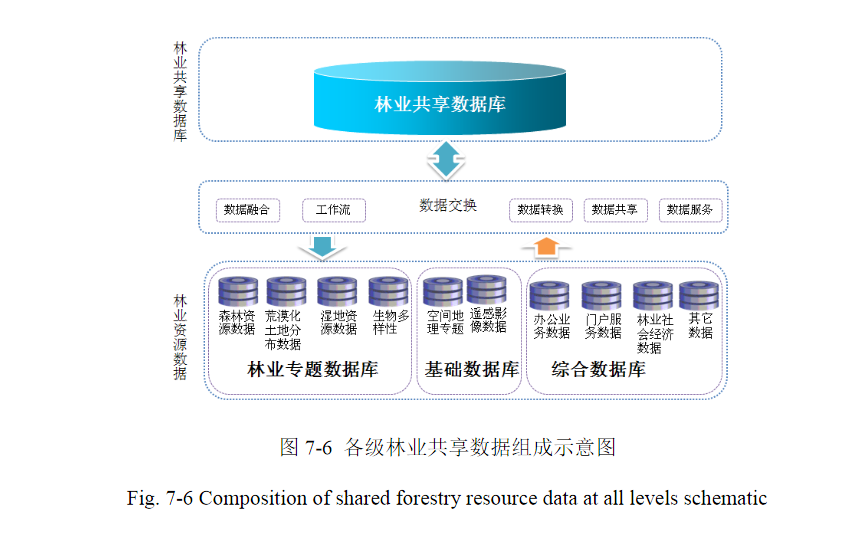 林业共享数据库
林业共享数据库
数据融合
工作流
数据交换
数据转换
数据共享
数据服务
林业资源数据
森林资
源数据
荒漠化
土地分
布数据
湿地资
源数据
生物多
样性
林业专题数据库
空间地
理专题
遥感影
像数据
基础数据库
办公业
务数据
门户服
务数据
林业社
会经济
数据
其它
数据
综合数据库
图 7-6 各级林业共享数据组成示意图
Fig. 7-6 Composition of shared forestry resource data at all levels schematic